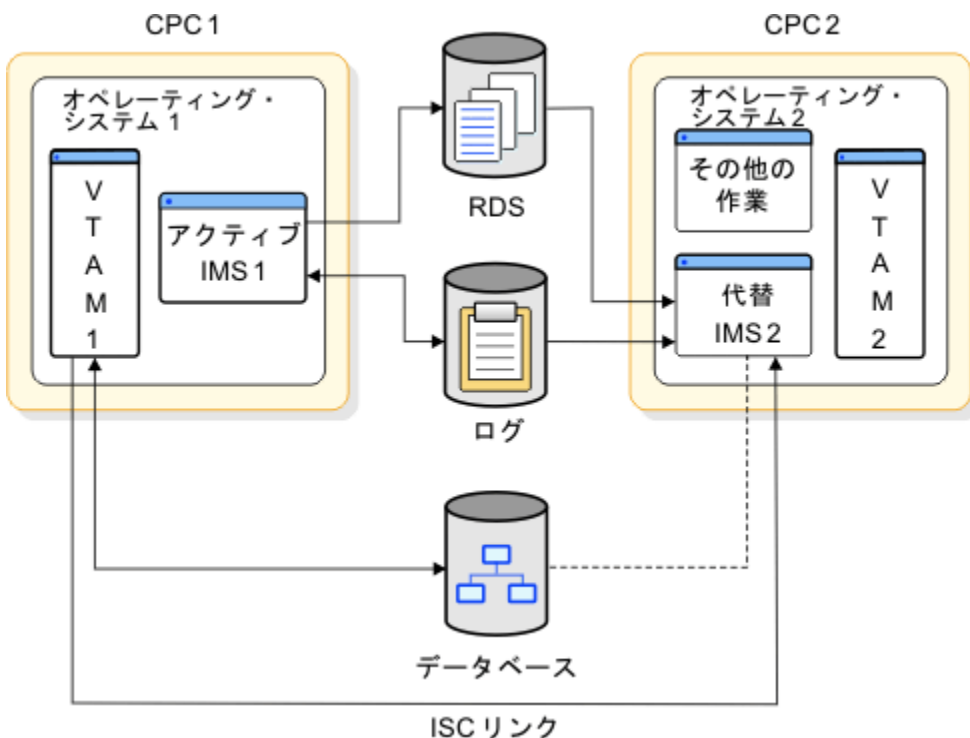 CPC 1
オペレーティング・
システム 1
V
T
A
M
1
アクティブ
IMS 1
RDS
ログ
データベース
ISC リンク
CPC 2
オペレーティング・
システム 2
その他の
作業
代替
IMS 2
V
T
A
M
2